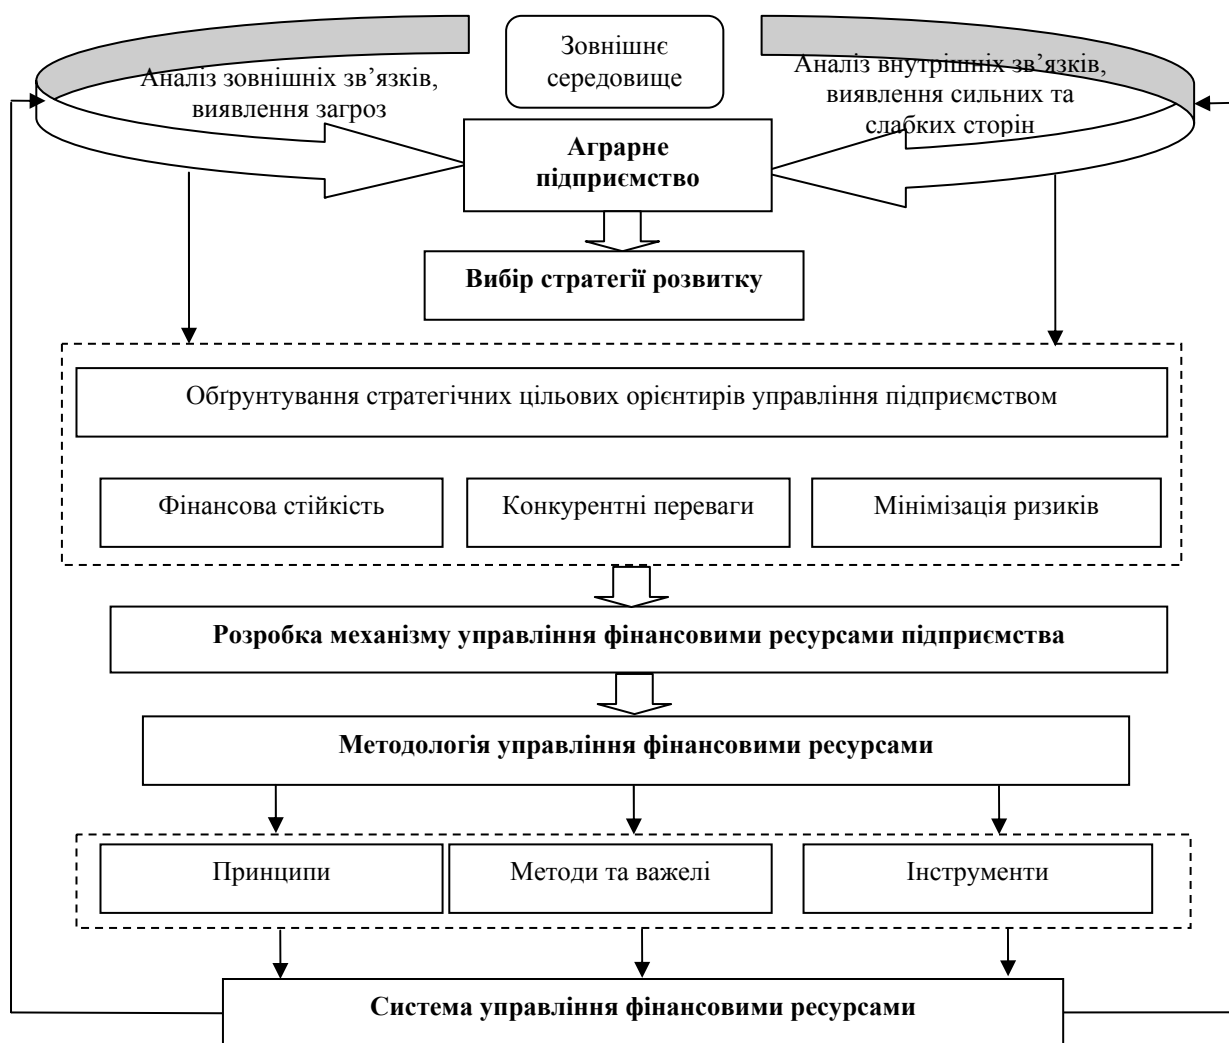 Зовнішнє
середовище
Аналіз зовнішніх зв’язків,
виявлення загроз
Аналіз внутрішніх зв’язків,
виявлення сильних та
слабких сторін
Аграрне
підприємство
Вибір стратегії розвитку
Обґрунтування стратегічних цільових орієнтирів управління підприємством
Фінансова стійкість
Конкурентні переваги
Мінімізація ризиків
Розробка механізму управління фінансовими ресурсами підприємства
Методологія управління фінансовими ресурсами
Принципи
Методи та важелі
Інструменти
Система управління фінансовими ресурсами